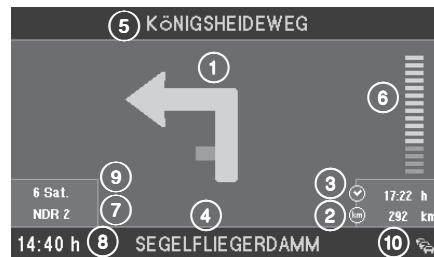 5 KÖNIGSHEIDEWEG
1
6
9
6 Sat.
3 17:22 h
NDR 2 7
4
2 km 292 km
14:40 h 8 SEGELFLIEGERDAMM 10